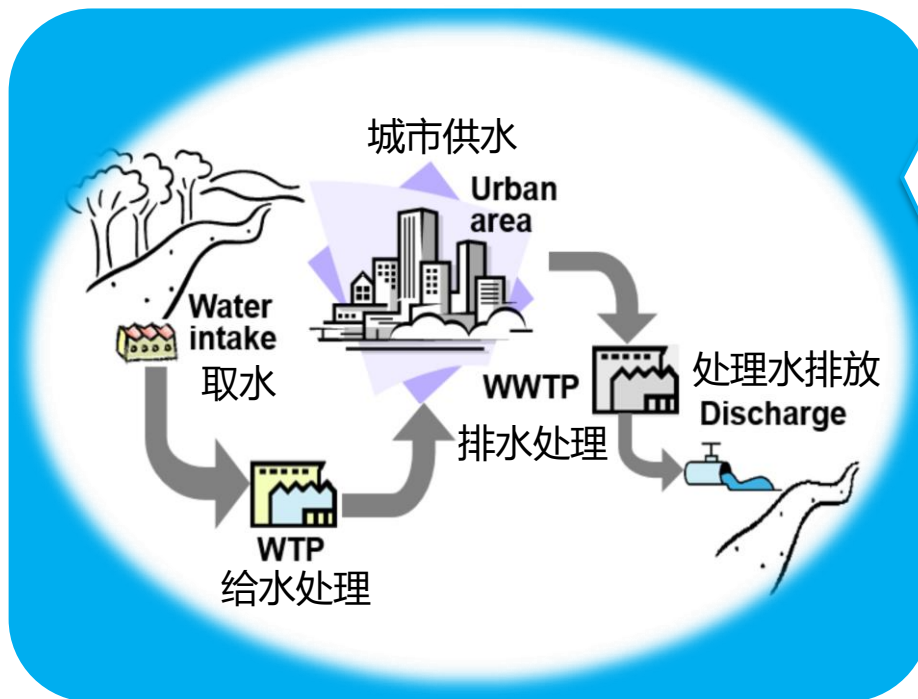 城市供水
Urban
area
Water
intake
取水
WTP
给水处理
WWTP
排水处理
处理水排放
Discharge